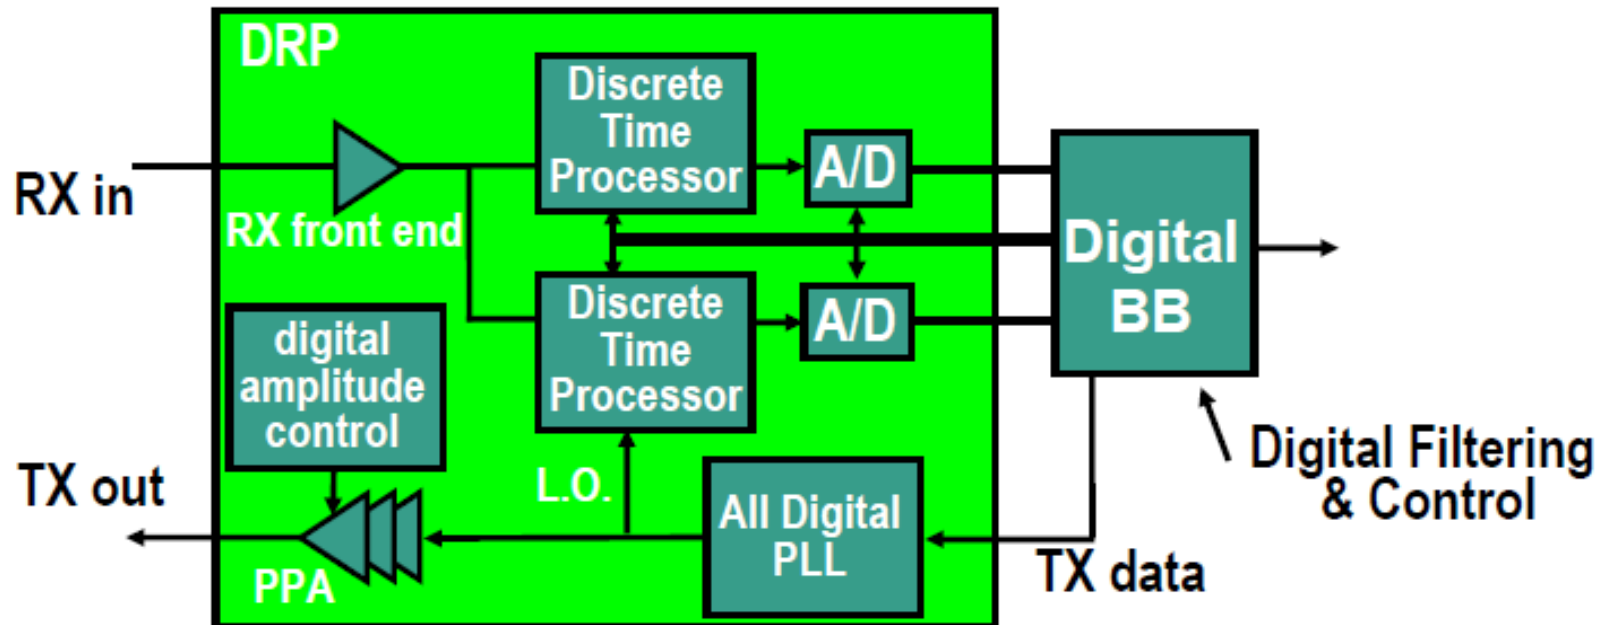 DRP
Discrete
Time
Processor
A/D
RX in
RX front end
Digital
BB
Discrete
Time
Processor
A/D
digital
amplitude
control
Digital Filtering
& Control
TX out
L.O.
All Digital
PLL
PPA
TX data